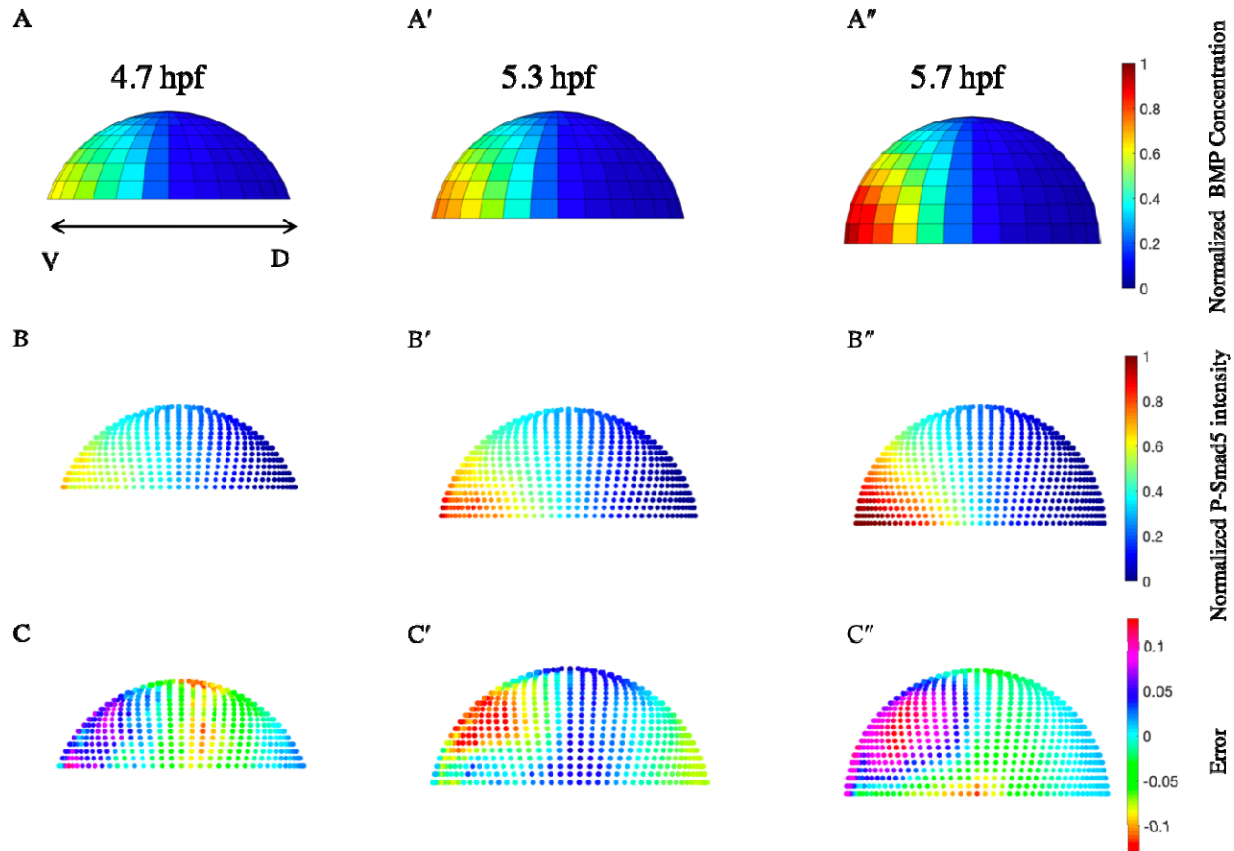 A A′ A″
4.7 hpf 5.3 hpf 5.7 hpf
1
0.8
0.6
0.4
0.2
0
Normalized BMP Concentration
V D
B B′ B″
1
0.8
0.6
0.4
0.2
0
Normalized P-Smad5 intensity
C C′ C″
0.1
0.05
0
-0.05
-0.1
Error